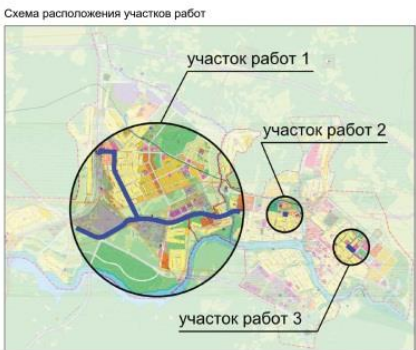 Схема расположения участков работ
участок работ 1
участок работ 2
участок работ 3